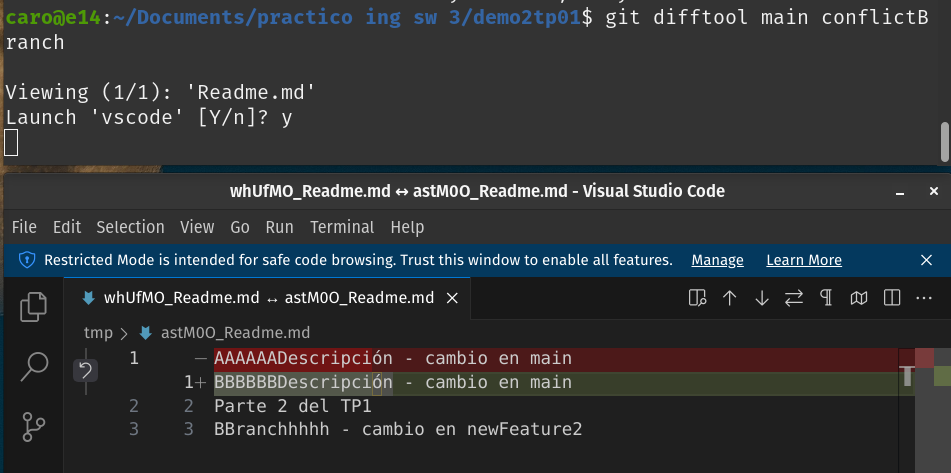 caro@e14:~/Documents/practico ing sw 3/demo2tp01$ git difftool main conflictB
ranch
Viewing (1/1): 'Readme.md'
Launch 'vscode' [Y/n]? y
whUfMO_Readme.md ↔ astM0O_Readme.md - Visual Studio Code
File Edit Selection View Go Run Terminal Help
Restricted Mode is intended for safe code browsing. Trust this window to enable all features. Manage Learn More
whUfMO_Readme.md ↔ astM0O_Readme.md
tmp > astM0O_Readme.md
1 — AAAAAADescripción - cambio en main
1+ BBBBBBDescripción - cambio en main
2 2 Parte 2 del TP1
3 3 BBranchhhhh - cambio en newFeature2